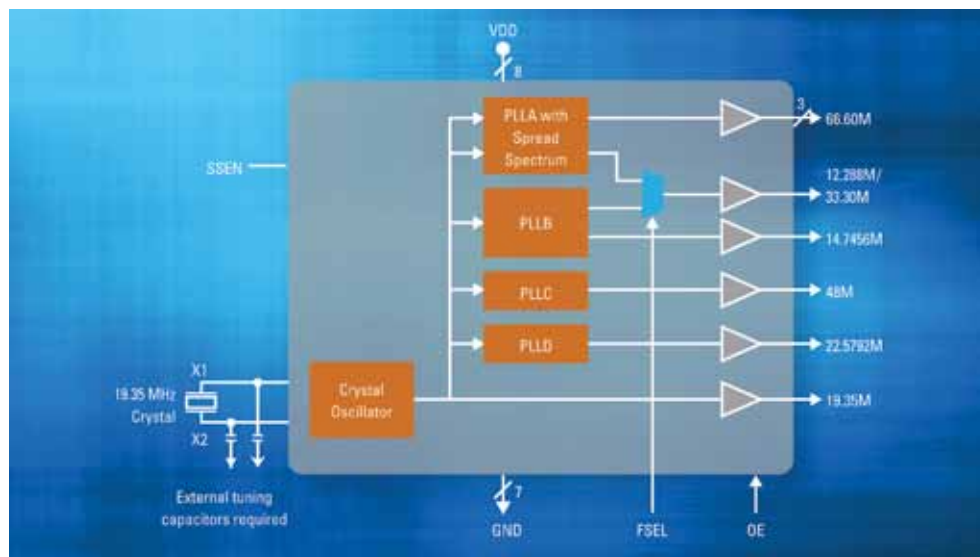 VDD
8
PLLA with
Spread
Spectrum
3
66.60M
SSEN
12.288M/
33.30M
PLLB
14.7456M
PLLC
48M
PLLD
22.5792M
X1
19.35 MHz
Crystal
X2
Crystal
Oscillator
19.35M
External tuning
capacitors required
7
GND
FSEL
OE